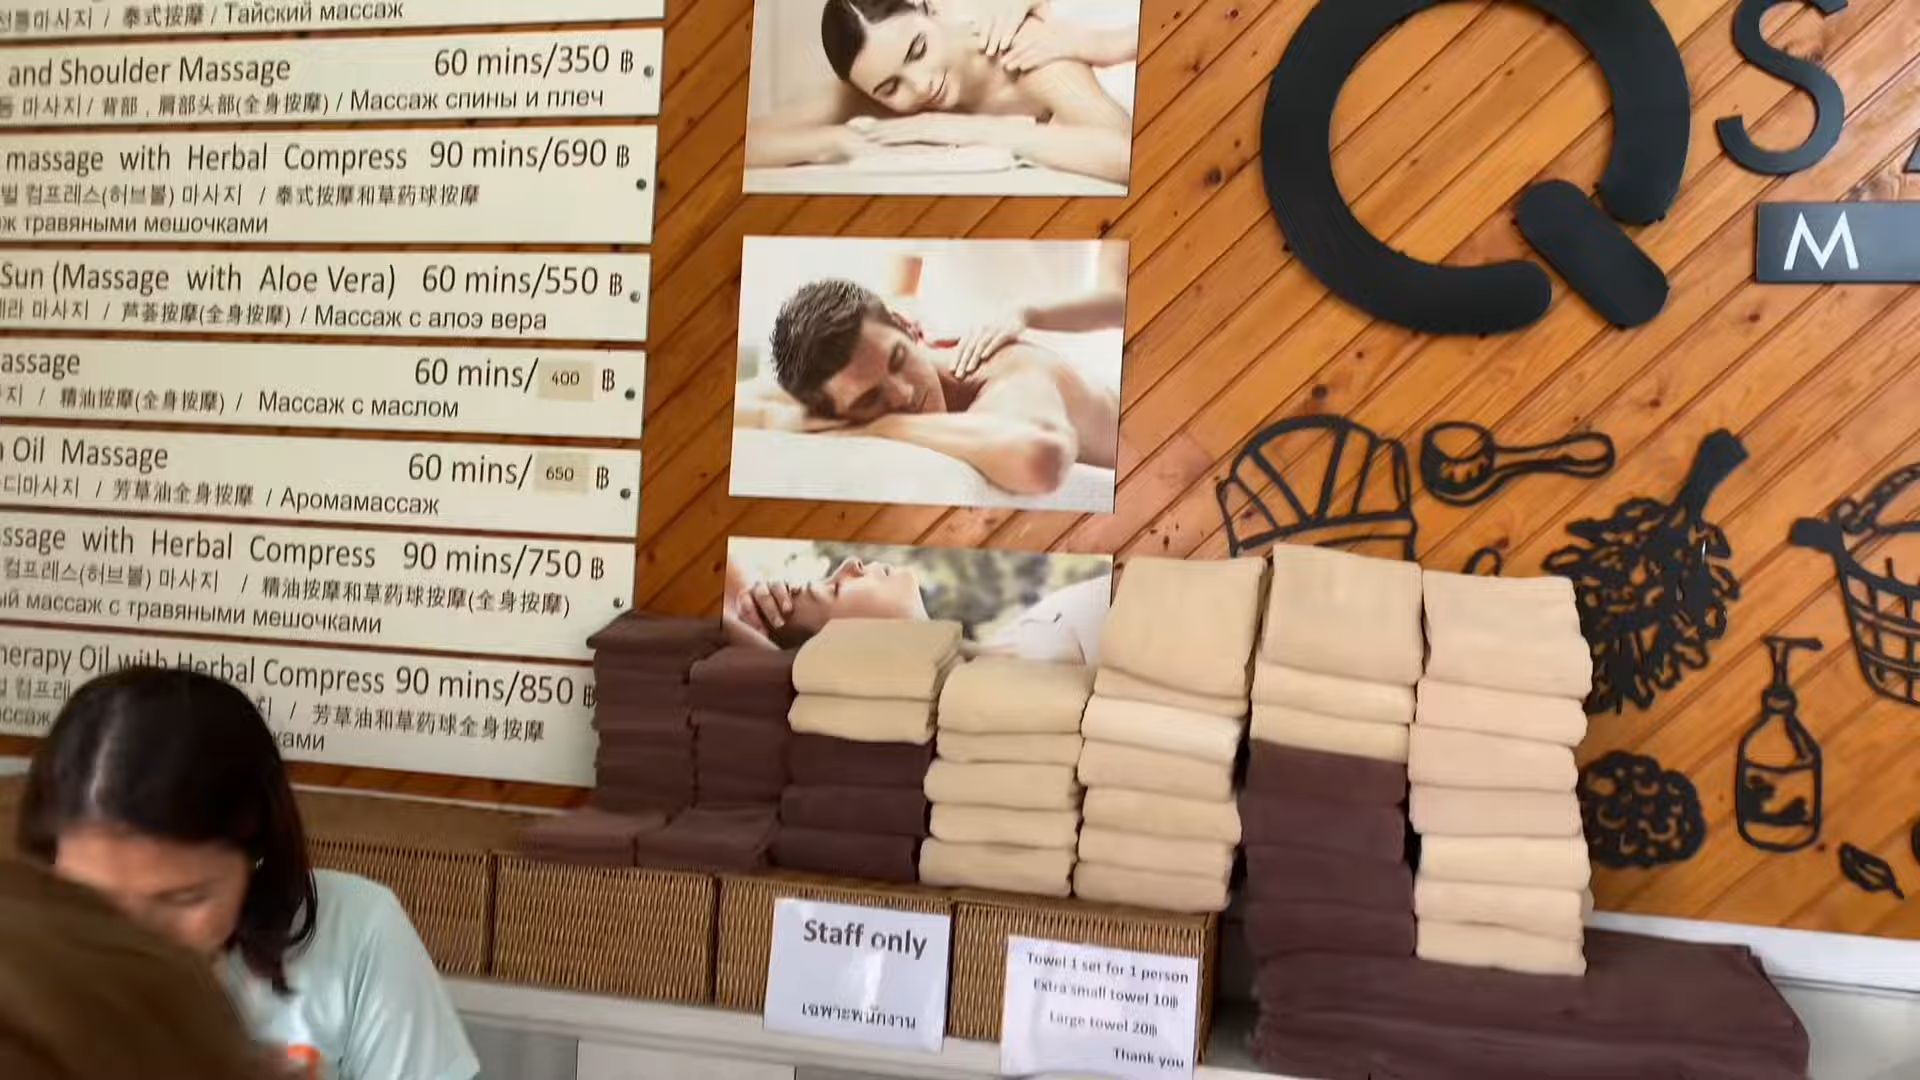 전통마사지 / 泰式按摩 / Тайский массаж
and Shoulder Massage 60 mins/350 ฿
마사지 / 背部 , 肩部头部(全身按摩) / Массаж спины и плеч
massage with Herbal Compress 90 mins/690 ฿
컴프레스(허브볼) 마사지 / 泰式按摩和草药球按摩
травяными мешочками
Sun (Massage with Aloe Vera) 60 mins/550 ฿
마사지 / 芦荟按摩(全身按摩) / Массаж с алоэ вера
60 mins/ 400 ฿
/ 精油按摩(全身按摩) / Массаж с маслом
Oil Massage 60 mins/ 650 ฿
마사지 / 芳草油全身按摩 / Аромамассаж
with Herbal Compress 90 mins/750 ฿
컴프레스(허브볼) 마사지 / 精油按摩和草药球按摩(全身按摩)
массаж с травяными мешочками
Oil with Herbal Compress 90 mins/850 ฿
/ 芳草油和草药球全身按摩
Q S
M
Staff only
เฉพาะพนักงาน
Towel 1 set for 1 person
Extra small towel 10฿
Large towel 20฿
Thank you